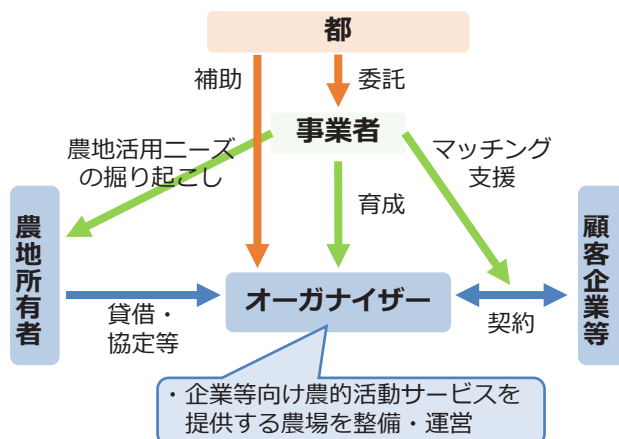 都
補助
委託
事業者
農地活用ニーズ
の掘り起こし
マッチング
支援
育成
農地所有者
顧客企業等
オーガナイザー
貸借・
協定等
契約
・企業等向け農的活動サービスを
提供する農場を整備・運営